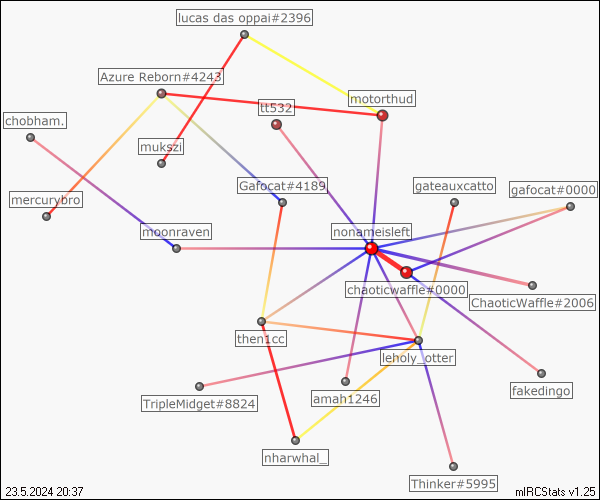 lucas das oppai#2396
Azure Reborn#4243
motorthud
tt532
chobham.
mukszi
Gafocat#4189
gateauxcatto
gafocat#0000
mercurybro
moonraven
nonameisleft
chaoticwaffle#0000
ChaoticWaffle#2006
then1cc
leholy_otter
fakedingo
amah1246
TripleMidget#8824
nharwhal_
Thinker#5995
23.5.2024 20:37
mIRCStats v1.25